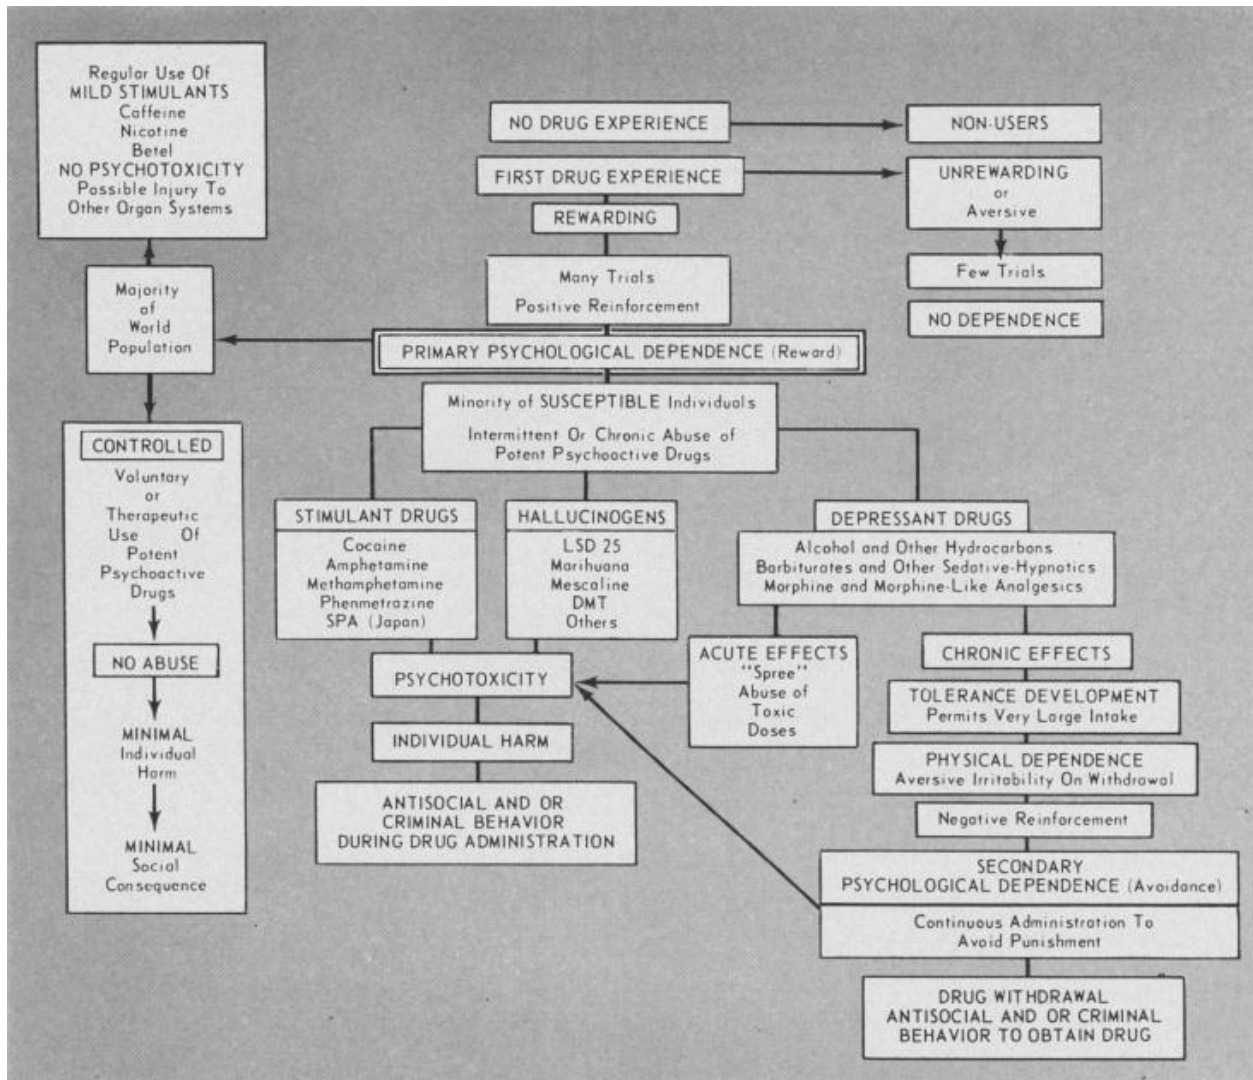 Regular Use Of
MILD STIMULANTS
Caffeine
Nicotine
Betel
NO PSYCHOTOXICITY
Possible Injury To
Other Organ Systems
Majority
of
World
Population
CONTROLLED
Voluntary
or
Therapeutic
Use Of
Potent
Psychoactive
Drugs
NO ABUSE
MINIMAL
Individual
Harm
MINIMAL
Social
Consequence
NO DRUG EXPERIENCE
NON-USERS
FIRST DRUG EXPERIENCE
UNREWARDING
or
Aversive
REWARDING
Few Trials
Many Trials
Positive Reinforcement
NO DEPENDENCE
PRIMARY PSYCHOLOGICAL DEPENDENCE (Reward)
Minority of SUSCEPTIBLE Individuals
Intermittent Or Chronic Abuse of
Potent Psychoactive Drugs
STIMULANT DRUGS
Cocaine
Amphetamine
Methamphetamine
Phenmetrazine
SPA (Japan)
HALLUCINOGENS
LSD 25
Marihuana
Mescaline
DMT
Others
DEPRESSANT DRUGS
Alcohol and Other Hydrocarbons
Barbiturates and Other Sedative-Hypnotics
Morphine and Morphine-Like Analgesics
PSYCHOTOXICITY
INDIVIDUAL HARM
ANTISOCIAL AND OR
CRIMINAL BEHAVIOR
DURING DRUG ADMINISTRATION
ACUTE EFFECTS
"Spree"
Abuse of
Toxic
Doses
CHRONIC EFFECTS
TOLERANCE DEVELOPMENT
Permits Very Large Intake
PHYSICAL DEPENDENCE
Aversive Irritability On Withdrawal
Negative Reinforcement
SECONDARY
PSYCHOLOGICAL DEPENDENCE (Avoidance)
Continuous Administration To
Avoid Punishment
DRUG WITHDRAWAL
ANTISOCIAL AND OR CRIMINAL
BEHAVIOR TO OBTAIN DRUG